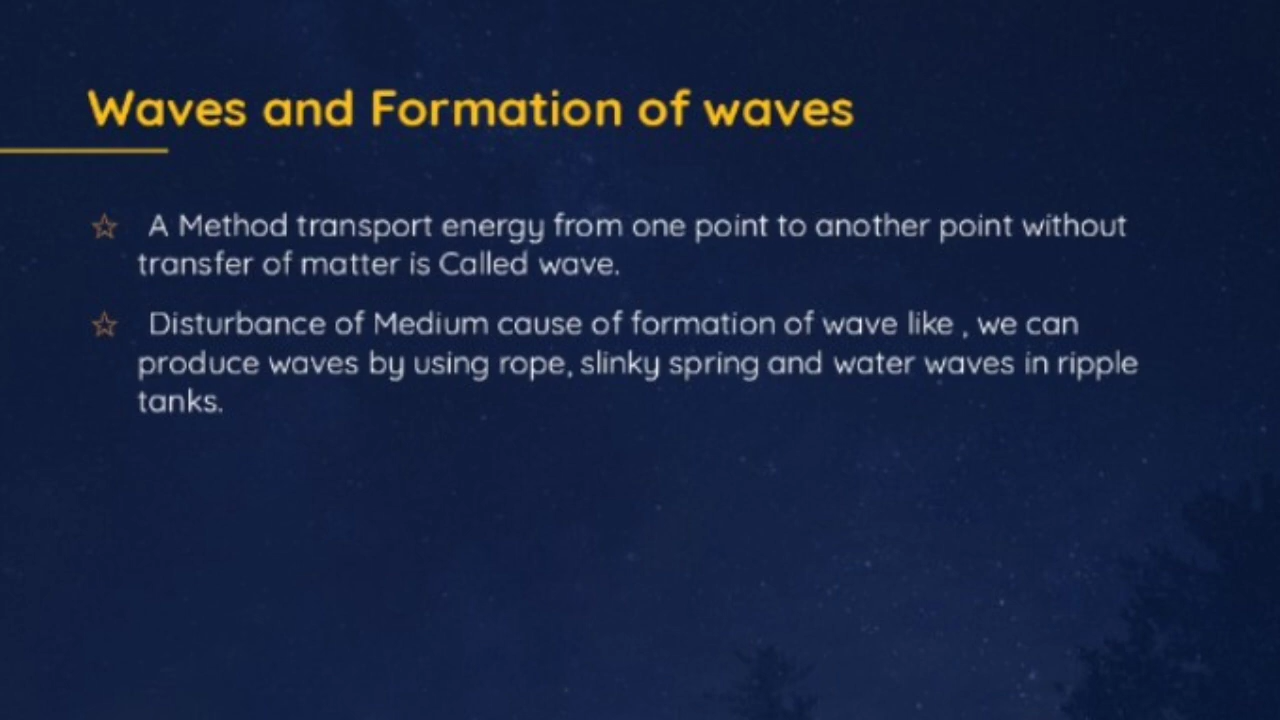 Waves and Formation of waves
A Method transport energy from one point to another point without
transfer of matter is Called wave.
Disturbance of Medium cause of formation of wave like , we can
produce waves by using rope, slinky spring and water waves in ripple
tanks.